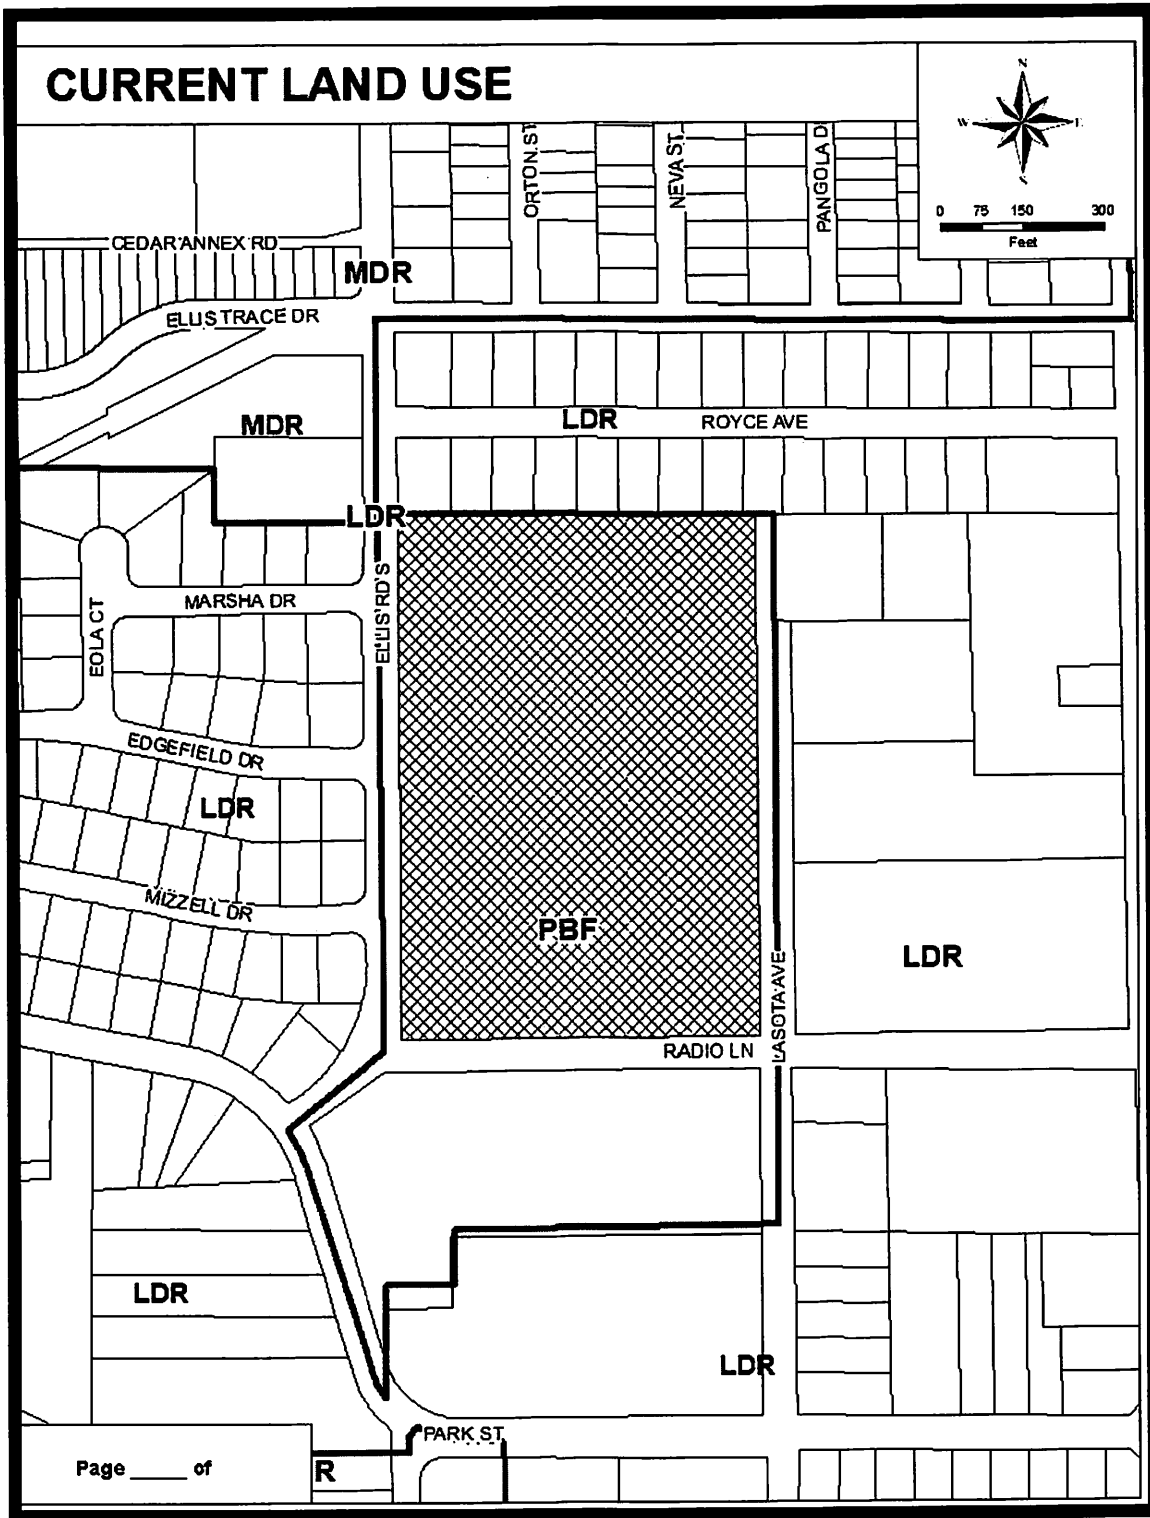 CURRENT LAND USE
N
W E
S
0 75 150 300
Feet
ORTON ST
NEVA ST
PANGOLA D
CEDAR ANNEX RD
MDR
ELLIS TRACE DR
MDR
LDR
ROYCE AVE
LDR
ELLIS RD S
MARSHA DR
EOLA CT
EDGEFIELD DR
LDR
MIZZELL DR
PBF
LDR
LASOTA AVE
RADIO LN
LDR
LDR
PARK ST
R
Page _____ of